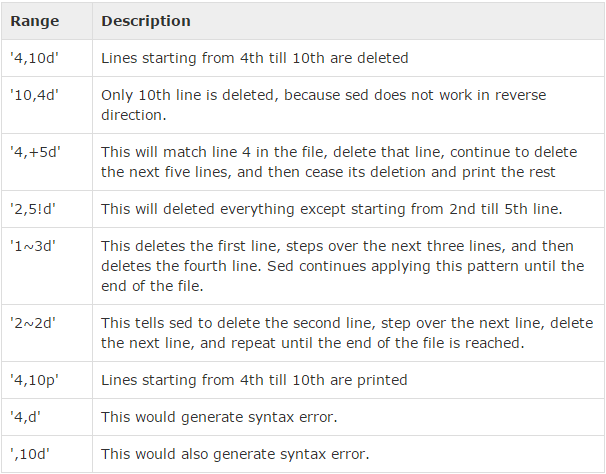 Range Description
'4,10d' Lines starting from 4th till 10th are deleted
'10,4d' Only 10th line is deleted, because sed does not work in reverse
direction.
'4,+5d' This will match line 4 in the file, delete that line, continue to delete
the next five lines, and then cease its deletion and print the rest
'2,5!d' This will deleted everything except starting from 2nd till 5th line.
'1~3d' This deletes the first line, steps over the next three lines, and then
deletes the fourth line. Sed continues applying this pattern until the
end of the file.
'2~2d' This tells sed to delete the second line, step over the next line, delete
the next line, and repeat until the end of the file is reached.
'4,10p' Lines starting from 4th till 10th are printed
'4,d' This would generate syntax error.
',10d' This would also generate syntax error.